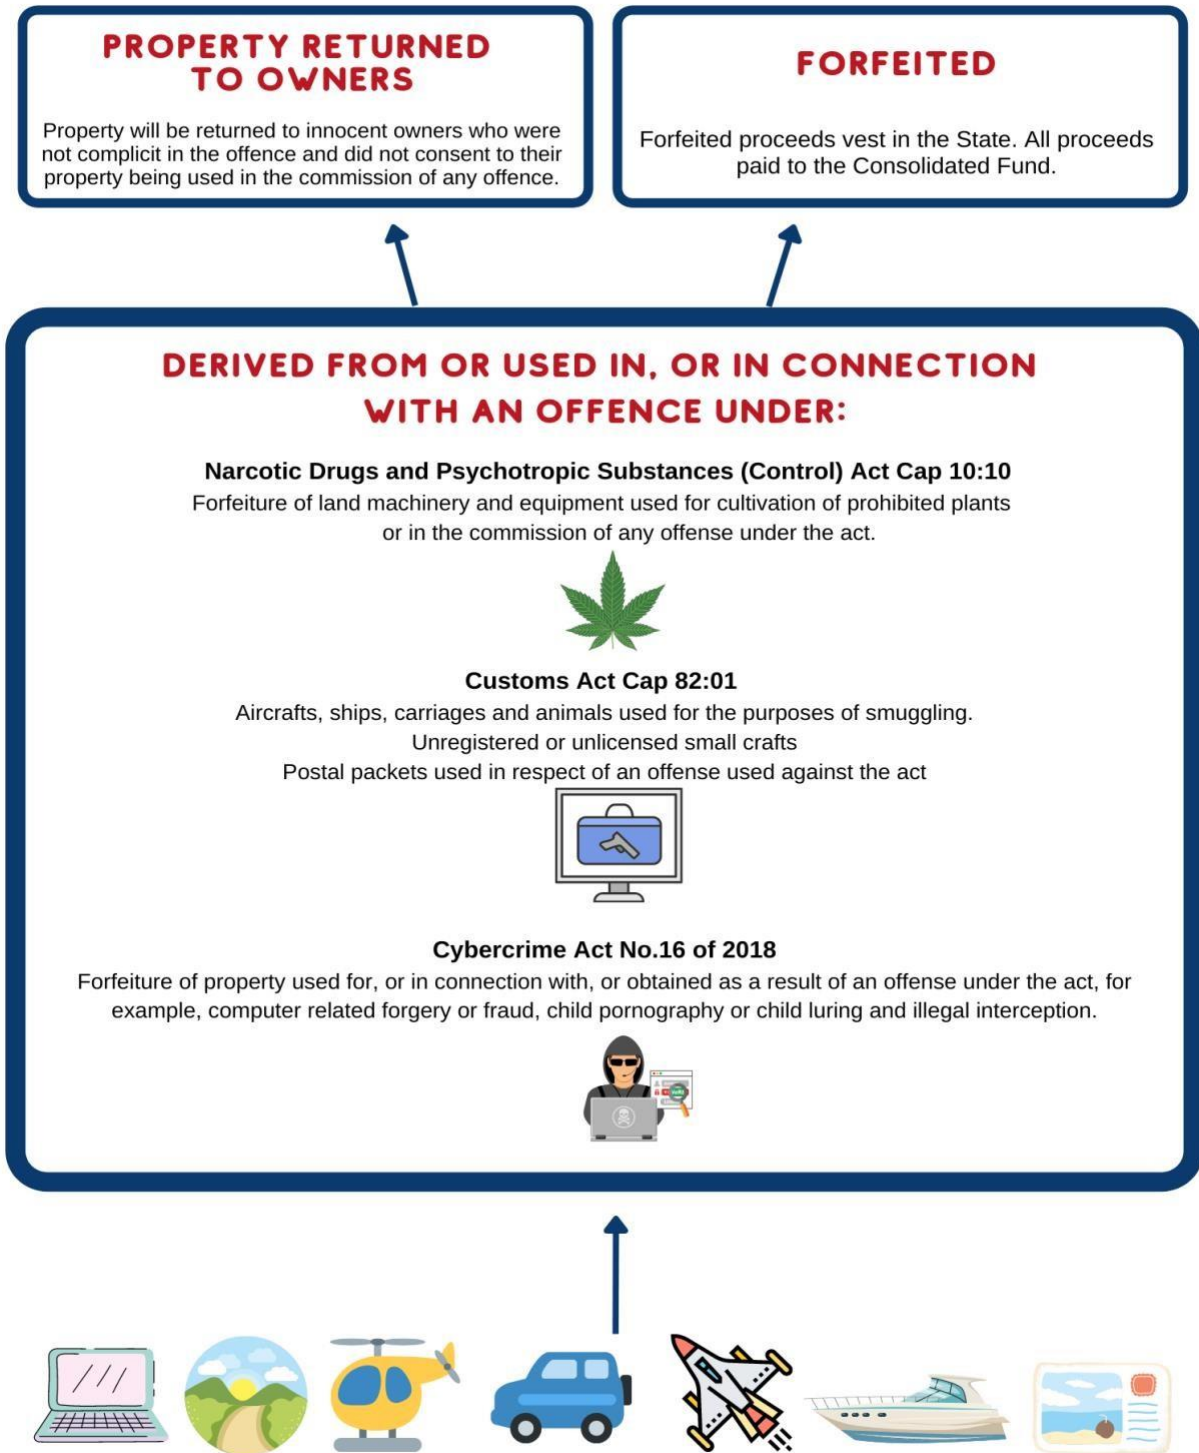 PROPERTY RETURNED
TO OWNERS
Property will be returned to innocent owners who were
not complicit in the offence and did not consent to their
property being used in the commission of any offence.
FORFEITED
Forfeited proceeds vest in the State. All proceeds
paid to the Consolidated Fund.
DERIVED FROM OR USED IN, OR IN CONNECTION
WITH AN OFFENCE UNDER:
Narcotic Drugs and Psychotropic Substances (Control) Act Cap 10:10
Forfeiture of land machinery and equipment used for cultivation of prohibited plants
or in the commission of any offense under the act.
Customs Act Cap 82:01
Aircrafts, ships, carriages and animals used for the purposes of smuggling.
Unregistered or unlicensed small crafts
Postal packets used in respect of an offense used against the act
Cybercrime Act No.16 of 2018
Forfeiture of property used for, or in connection with, or obtained as a result of an offense under the act, for
example, computer related forgery or fraud, child pornography or child luring and illegal interception.